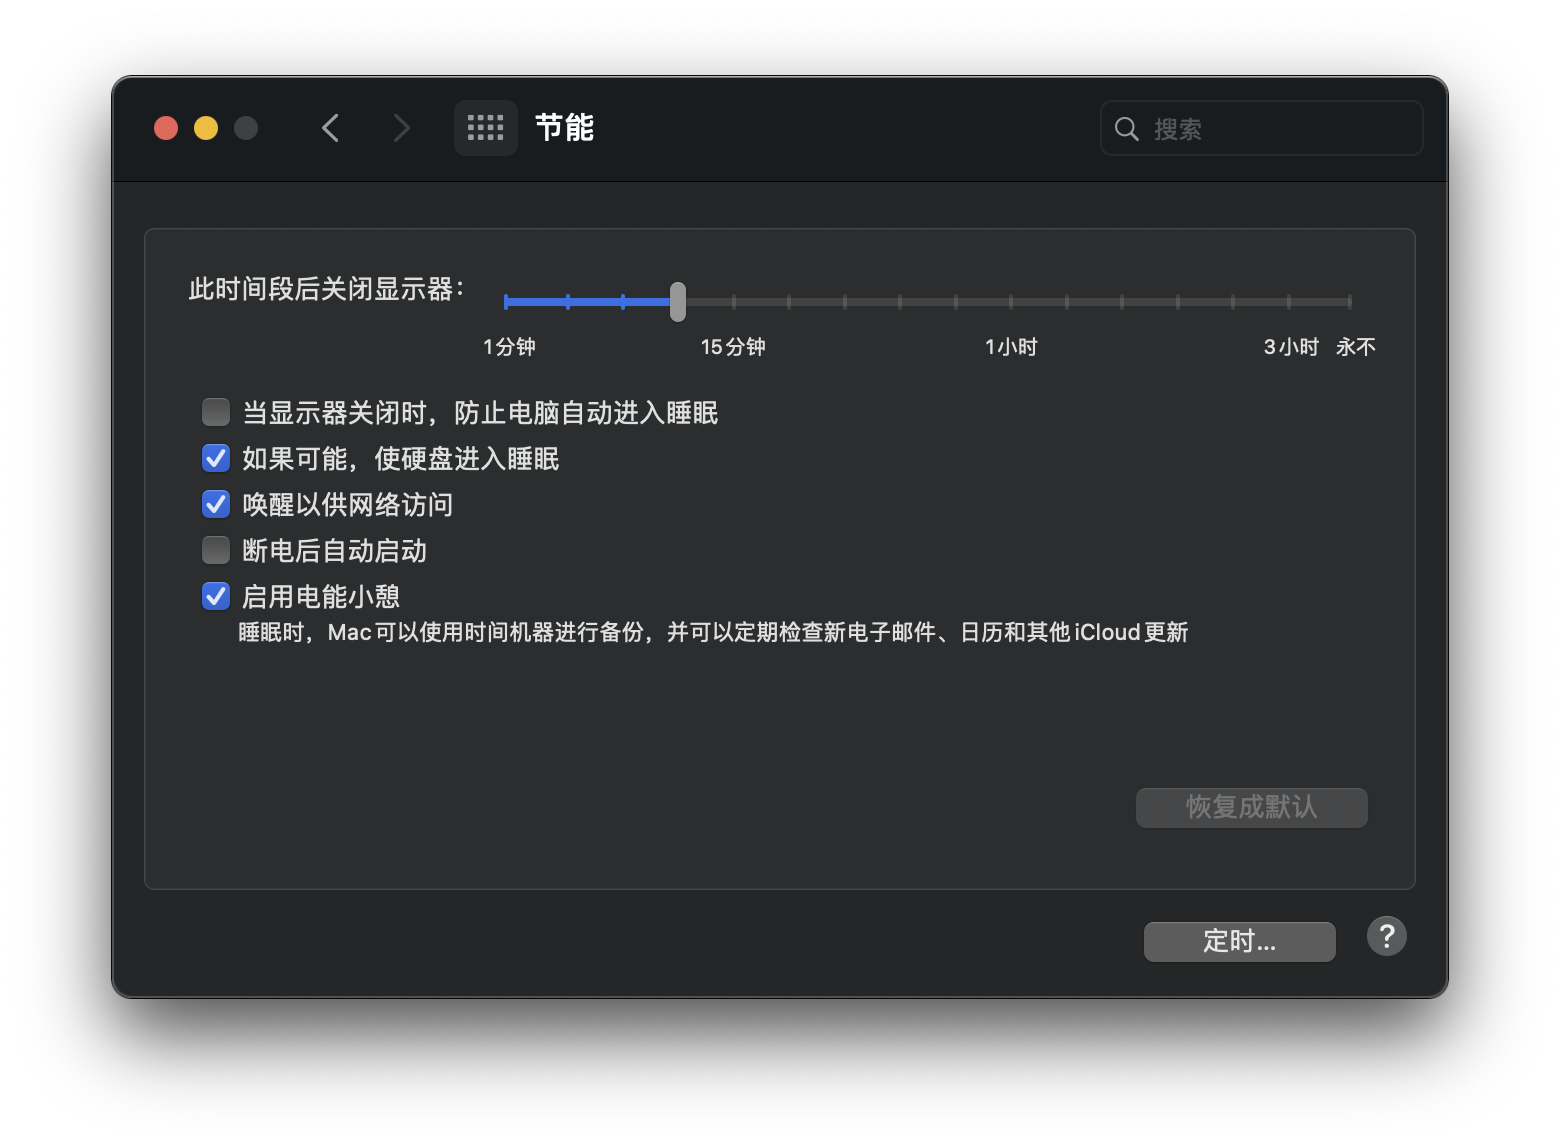 节能
搜索
此时间段后关闭显示器：
1分钟 15分钟 1小时 3小时 永不
当显示器关闭时，防止电脑自动进入睡眠
如果可能，使硬盘进入睡眠
唤醒以供网络访问
断电后自动启动
启用电能小憩
睡眠时，Mac可以使用时间机器进行备份，并可以定期检查新电子邮件、日历和其他iCloud更新
恢复成默认
定时...
?